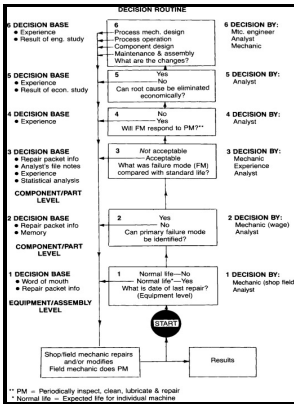 DECISION ROUTINE
6 DECISION BASE
● Experience
● Result of eng. study
6
Process mech. design
Process operation
Component design
Maintenance & assembly
What are the changes?
6 DECISION BY:
Mtc. engineer
Analyst
Mechanic
5 DECISION BASE
● Experience
● Result of econ. study
5 Yes
No
Can root cause be eliminated
economically?
5 DECISION BY:
Analyst
4 DECISION BASE
● Experience
4 No
Yes
Will FM respond to PM?**
4 DECISION BY:
Analyst
3 DECISION BASE
● Repair packet info
● Analyst's file notes
● Experience
● Statistical analysis
3 Not acceptable
Acceptable
What was failure mode (FM)
compared with standard life?
3 DECISION BY:
Mechanic
Experience
Analyst
COMPONENT/PART
LEVEL
2 DECISION BASE
● Repair packet info
● Memory
2 Yes
No
Can primary failure mode
be identified?
2 DECISION BY:
Mechanic (wage)
Analyst
COMPONENT/PART
LEVEL
1 DECISION BASE
● Word of mouth
● Repair packet info
1 Normal life—No
Normal life*—Yes
What is date of last repair?
(Equipment level)
1 DECISION BY:
Mechanic (shop field)
Analyst
EQUIPMENT/ASSEMBLY
LEVEL
START
Shop/field mechanic repairs
and/or modifies
Field mechanic does PM
Results
** PM = Periodically inspect, clean, lubricate & repair
* Normal life = Expected life for individual machine